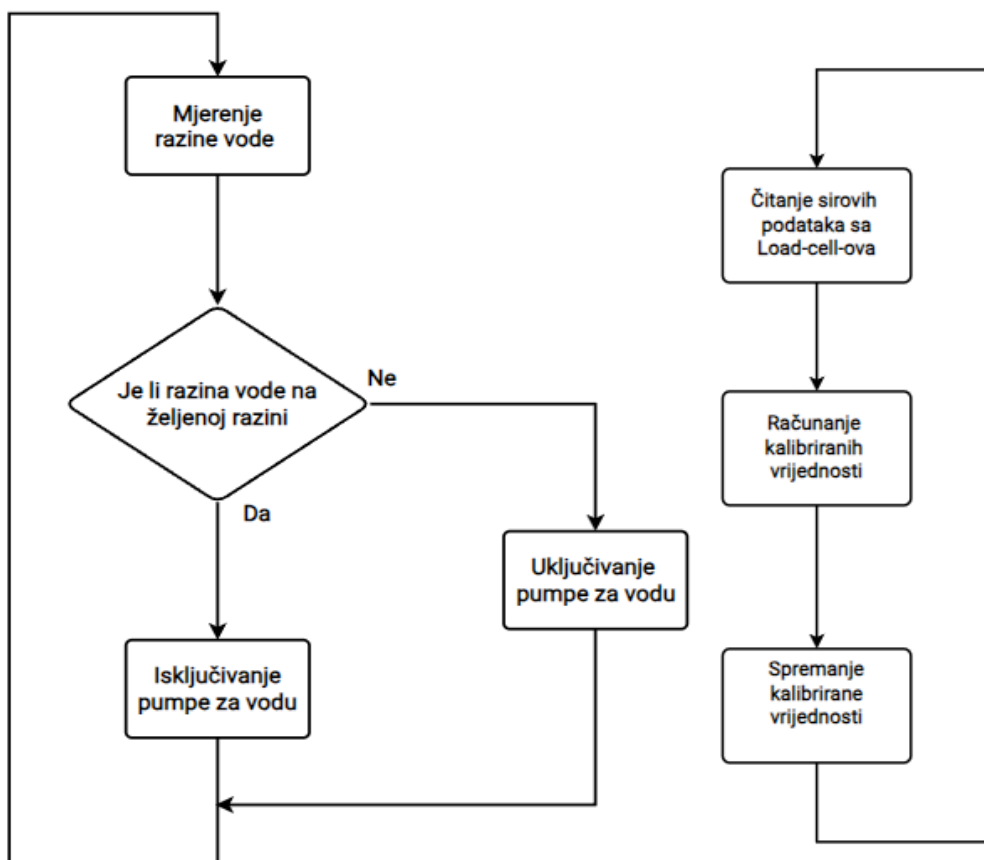 Mjerenje
razine vode
Je li razina vode na
željenoj razini
Ne
Da
Uključivanje
pumpe za vodu
Isključivanje
pumpe za vodu
Čitanje sirovih
podataka sa
Load-cell-ova
Računanje
kalibriranih
vrijednosti
Spremanje
kalibrirane
vrijednosti